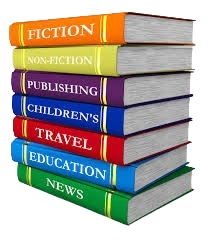 FICTION
NON-FICTION
PUBLISHING
CHILDREN'S
TRAVEL
EDUCATION
NEWS